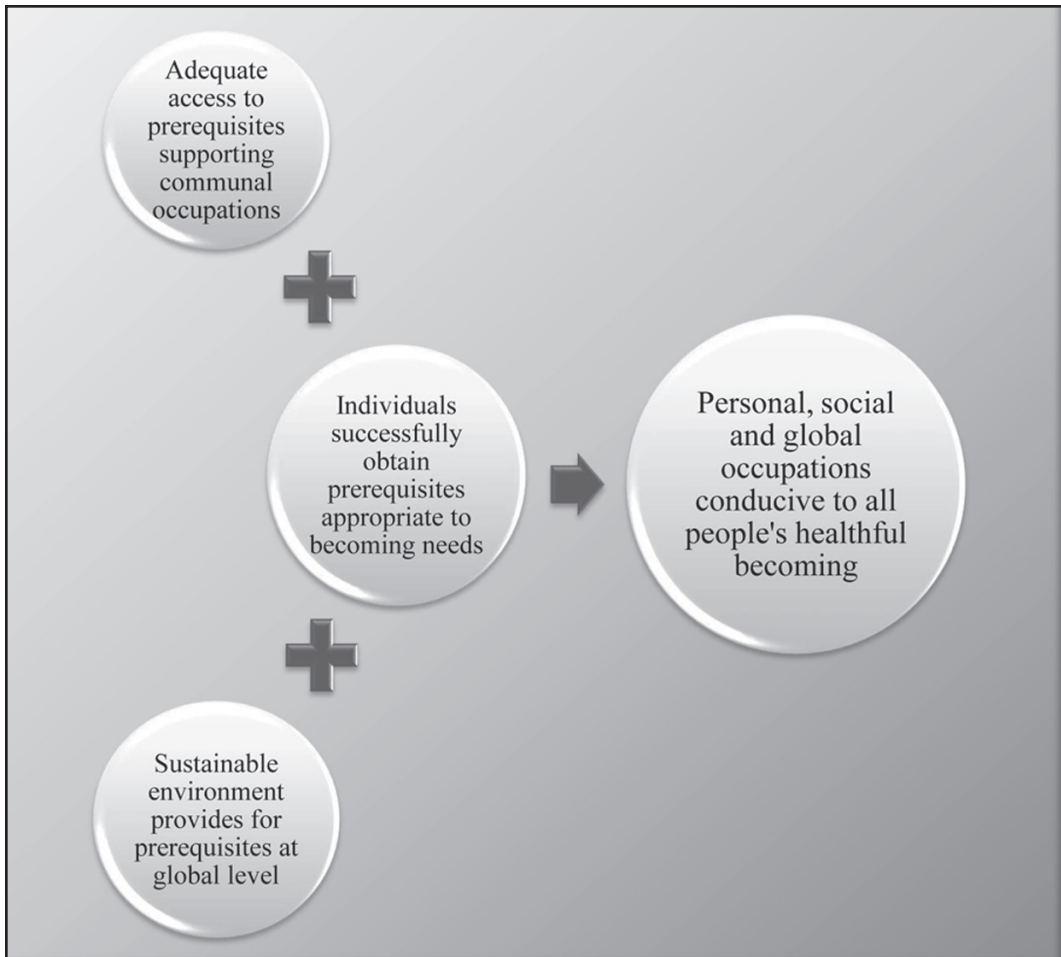 Adequate
access to
prerequisites
supporting
communal
occupations
Individuals
successfully
obtain
prerequisites
appropriate to
becoming needs
Personal, social
and global
occupations
conducive to all
people's healthful
becoming
Sustainable
environment
provides for
prerequisites at
global level